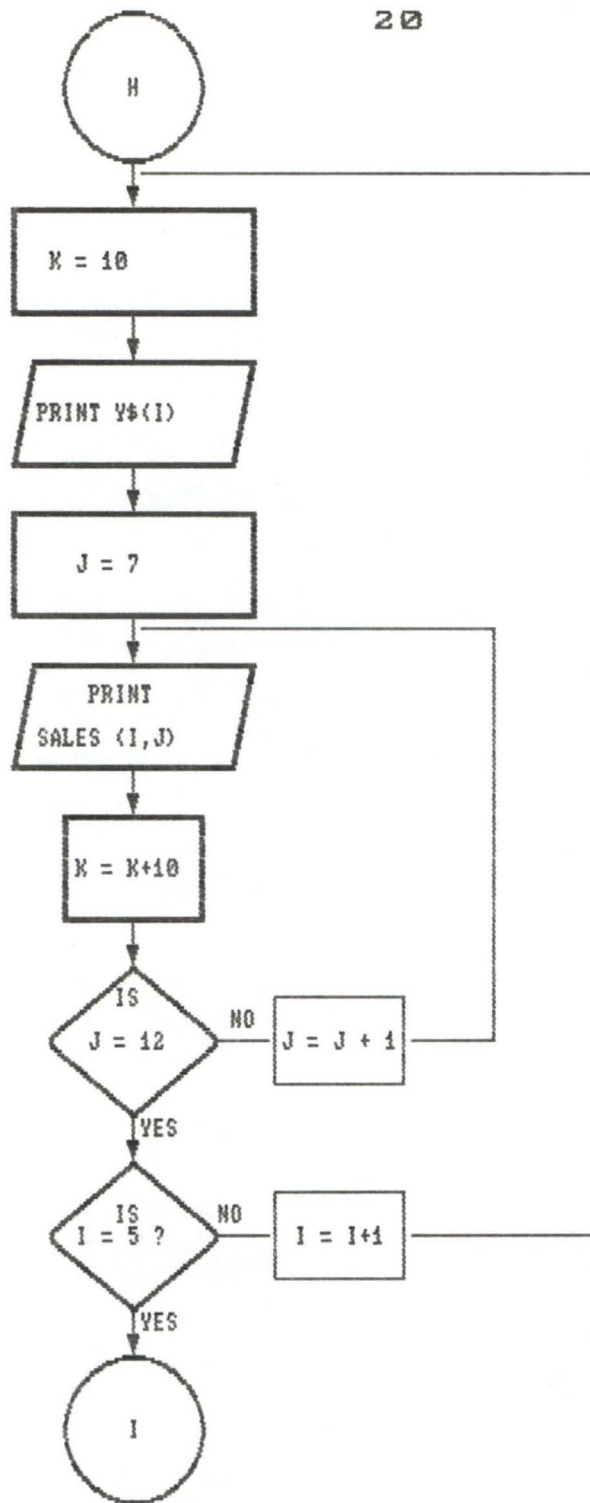 20
H
K = 10
PRINT Y$(I)
J = 7
PRINT
SALES (I,J)
K = K+10
IS
J = 12
NO
J = J + 1
YES
IS
I = 5 ?
NO
I = I+1
YES
I